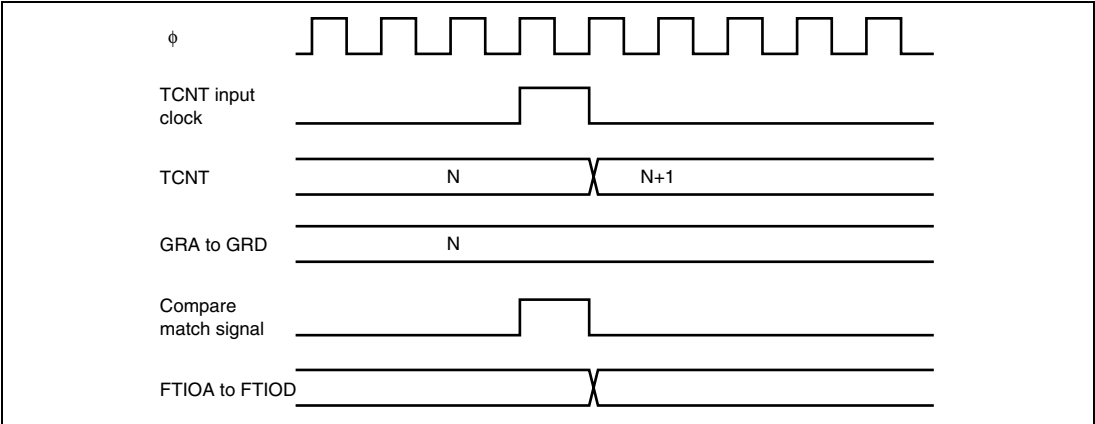 ϕ
TCNT input
clock
TCNT
N
N+1
GRA to GRD
N
Compare
match signal
FTIOA to FTIOD